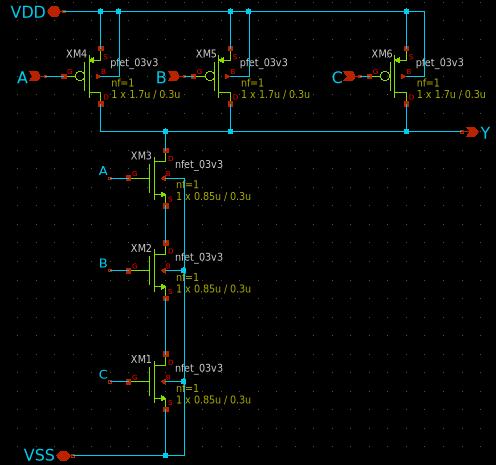 VDD
XM4
S
pfet_03v3
A
G
B
nf=1
D
1 x 1.7u / 0.3u
XM5
S
pfet_03v3
B
G
B
nf=1
D
1 x 1.7u / 0.3u
XM6
S
pfet_03v3
C
G
B
nf=1
D
1 x 1.7u / 0.3u
Y
XM3
D
nfet_03v3
A
G
B
nf=1
S
1 x 0.85u / 0.3u
XM2
D
nfet_03v3
B
G
B
nf=1
S
1 x 0.85u / 0.3u
XM1
D
nfet_03v3
C
G
B
nf=1
S
1 x 0.85u / 0.3u
VSS